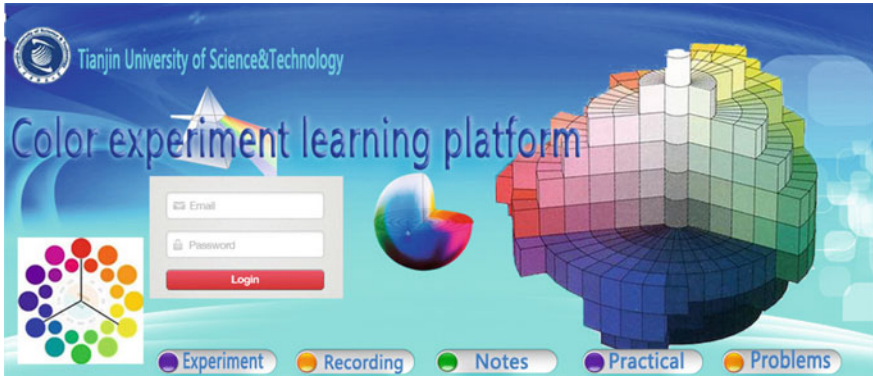 Tianjin University of Science&Technology
Color experiment learning platform
Email
Password
Login
Experiment
Recording
Notes
Practical
Problems